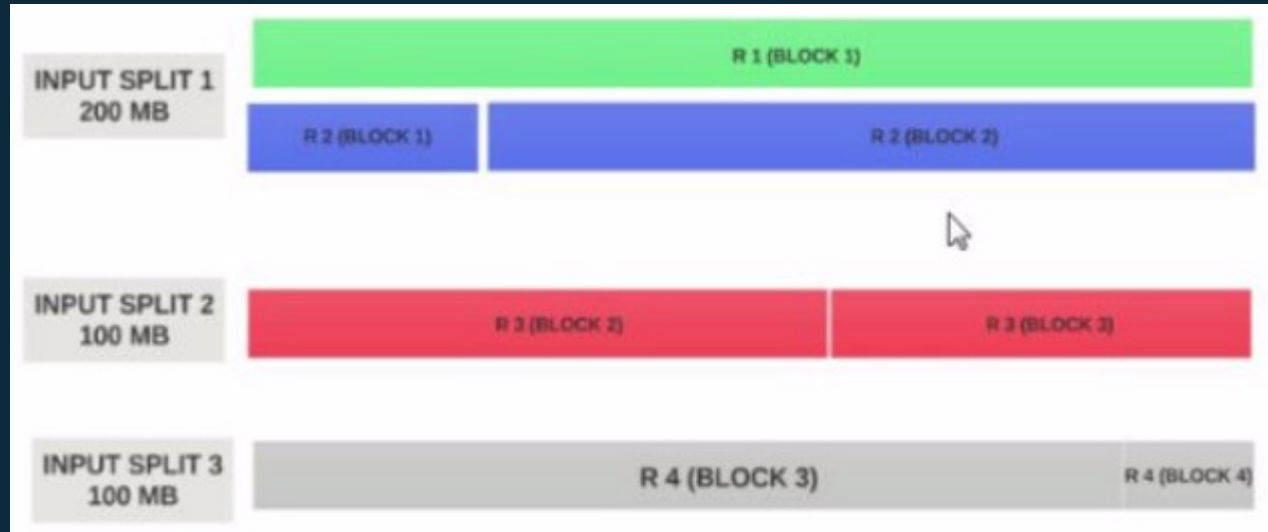 INPUT SPLIT 1
200 MB
R 1 (BLOCK 1)
R 2 (BLOCK 1)
R 2 (BLOCK 2)
INPUT SPLIT 2
100 MB
R 3 (BLOCK 2)
R 3 (BLOCK 3)
INPUT SPLIT 3
100 MB
R 4 (BLOCK 3)
R 4 (BLOCK 4)